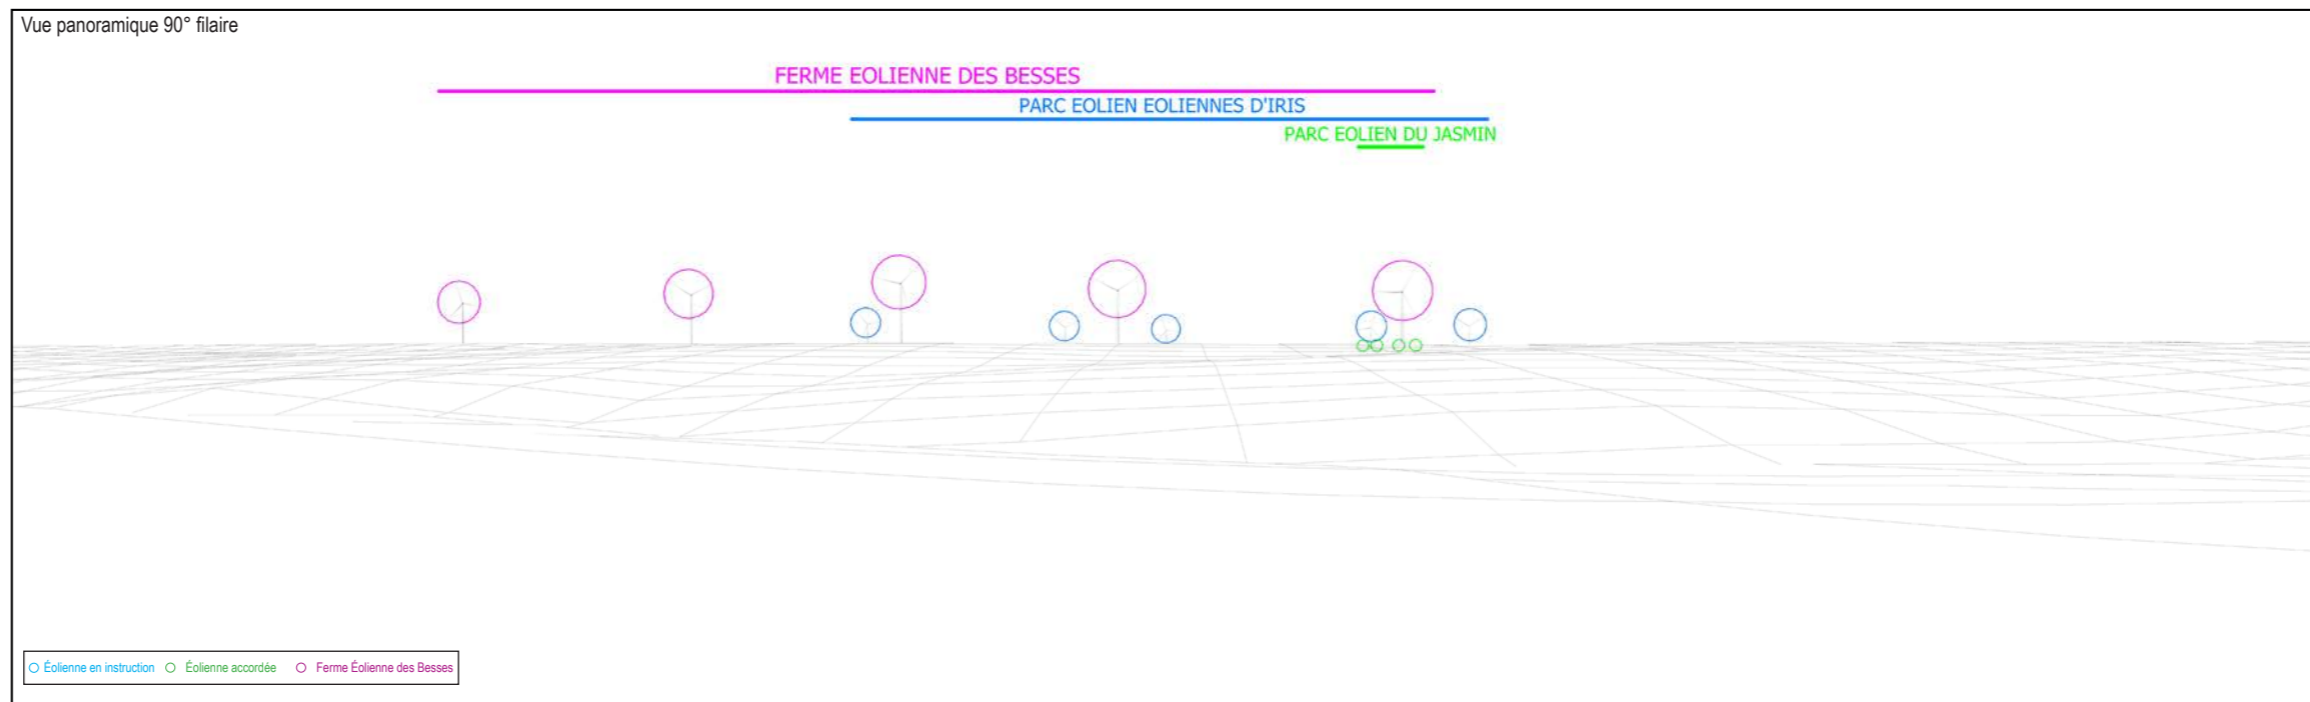 Vue panoramique 90° filaire
FERME EOLIENNE DES BESSES
PARC EOLIEN EOLIENNES D'IRIS
PARC EOLIEN DU JASMIN
Éolienne en instruction Éolienne accordée Ferme Éolienne des Besses